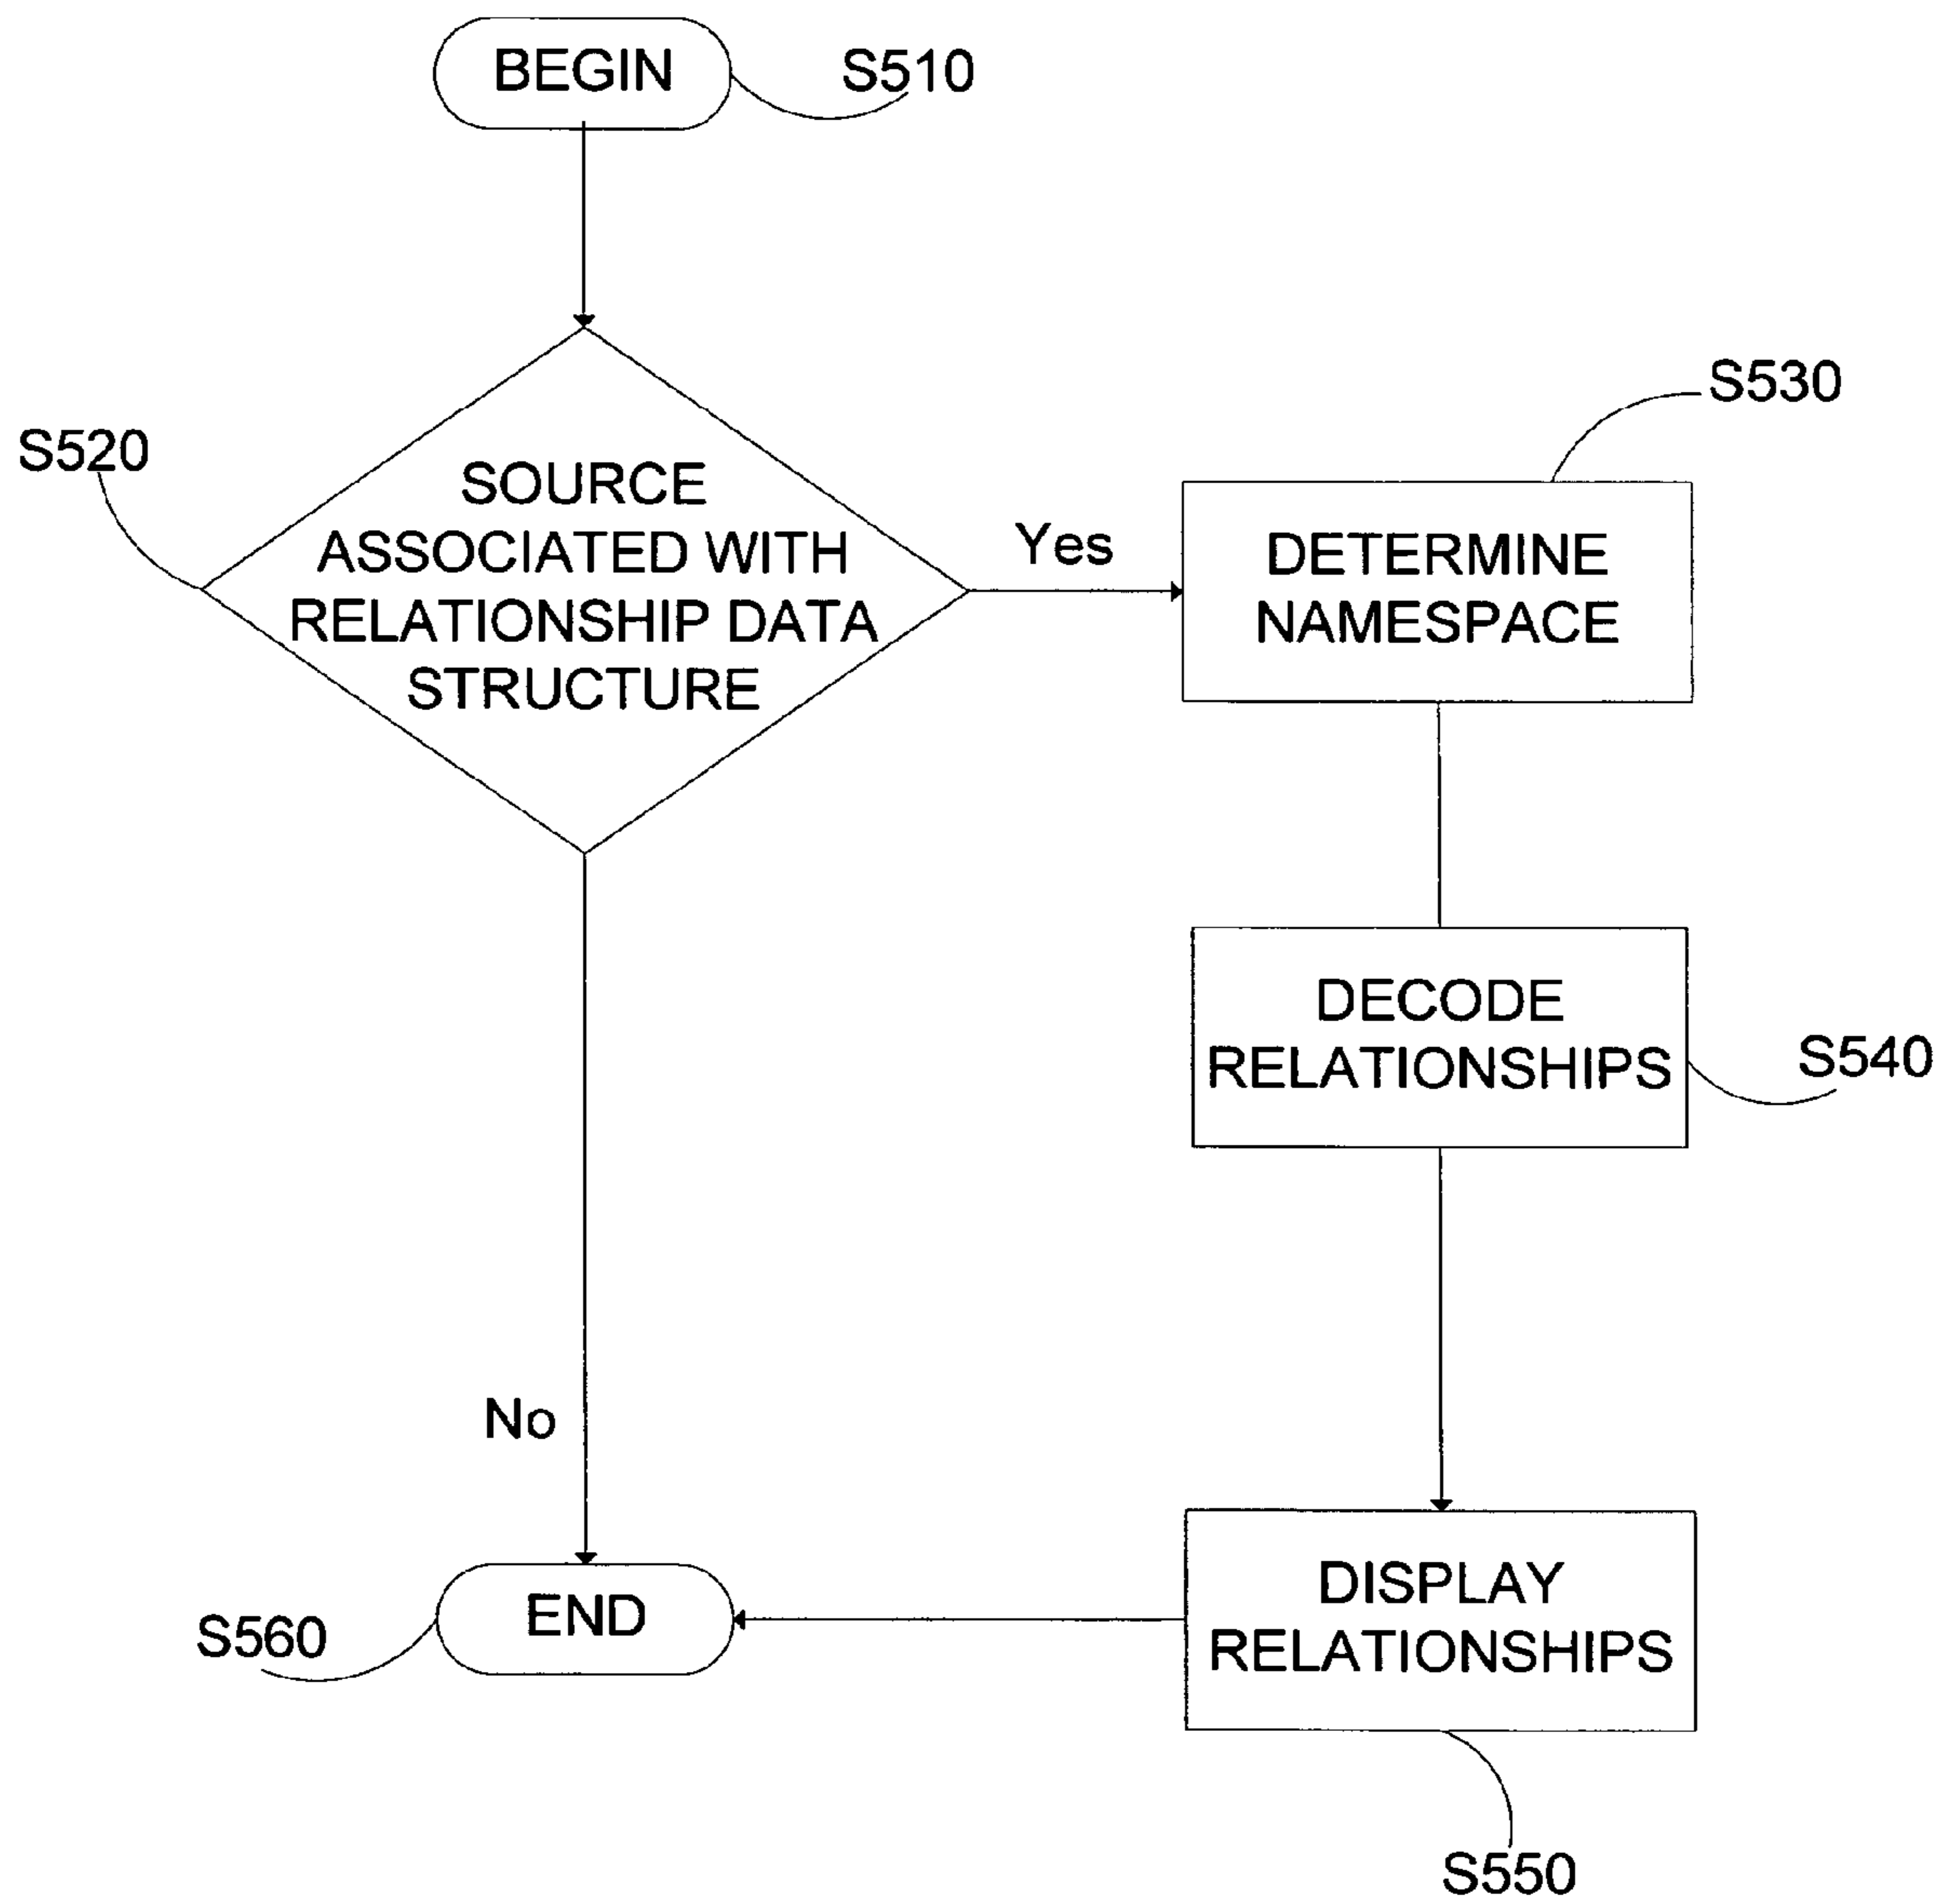 BEGIN
S510
S520
SOURCE
ASSOCIATED WITH
RELATIONSHIP DATA
STRUCTURE
Yes
S530
DETERMINE
NAMESPACE
DECODE
RELATIONSHIPS
S540
No
DISPLAY
RELATIONSHIPS
S550
END
S560